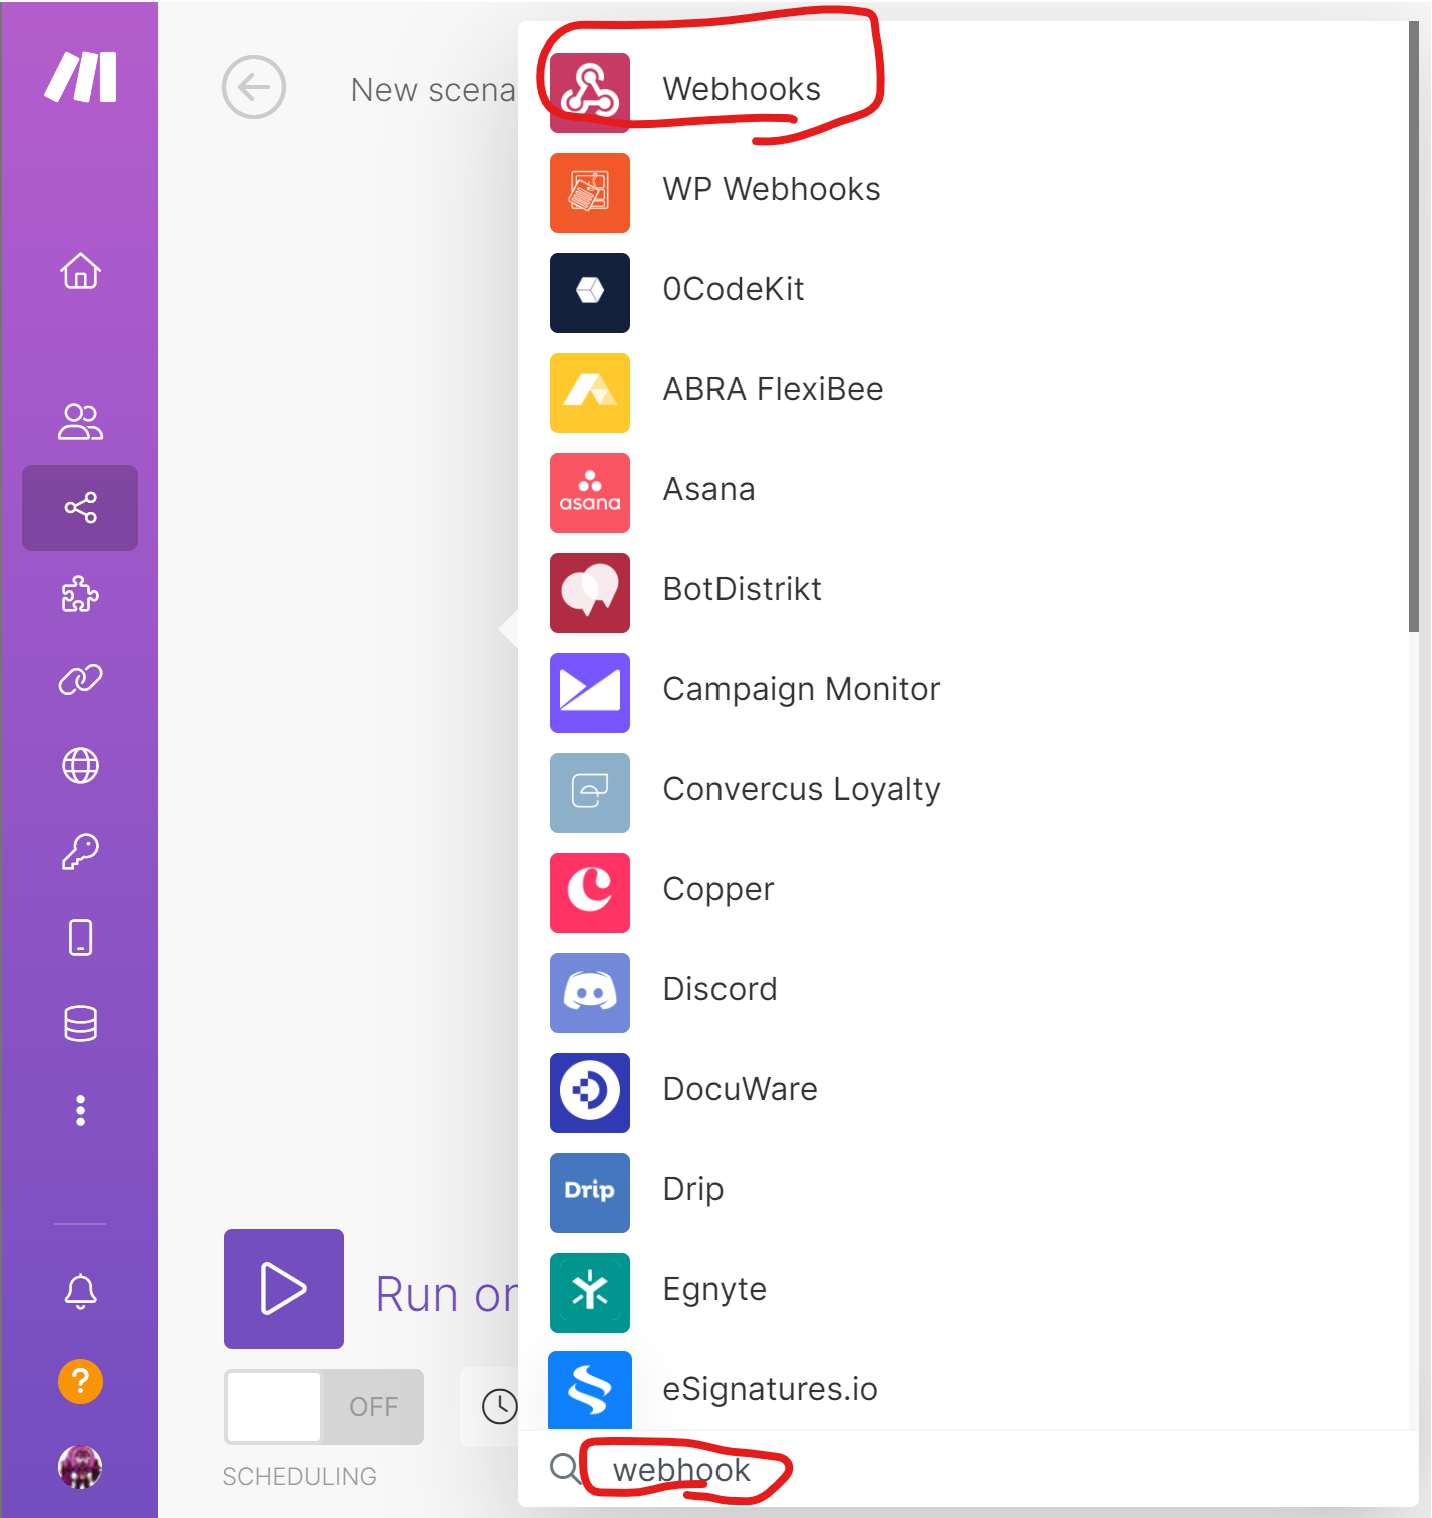 New scena
Webhooks
WP Webhooks
0CodeKit
ABRA FlexiBee
asana
Asana
BotDistrikt
Campaign Monitor
Convercus Loyalty
Copper
Discord
DocuWare
Drip
Drip
Egnyte
eSignatures.io
Run on
OFF
SCHEDULING
?
webhook